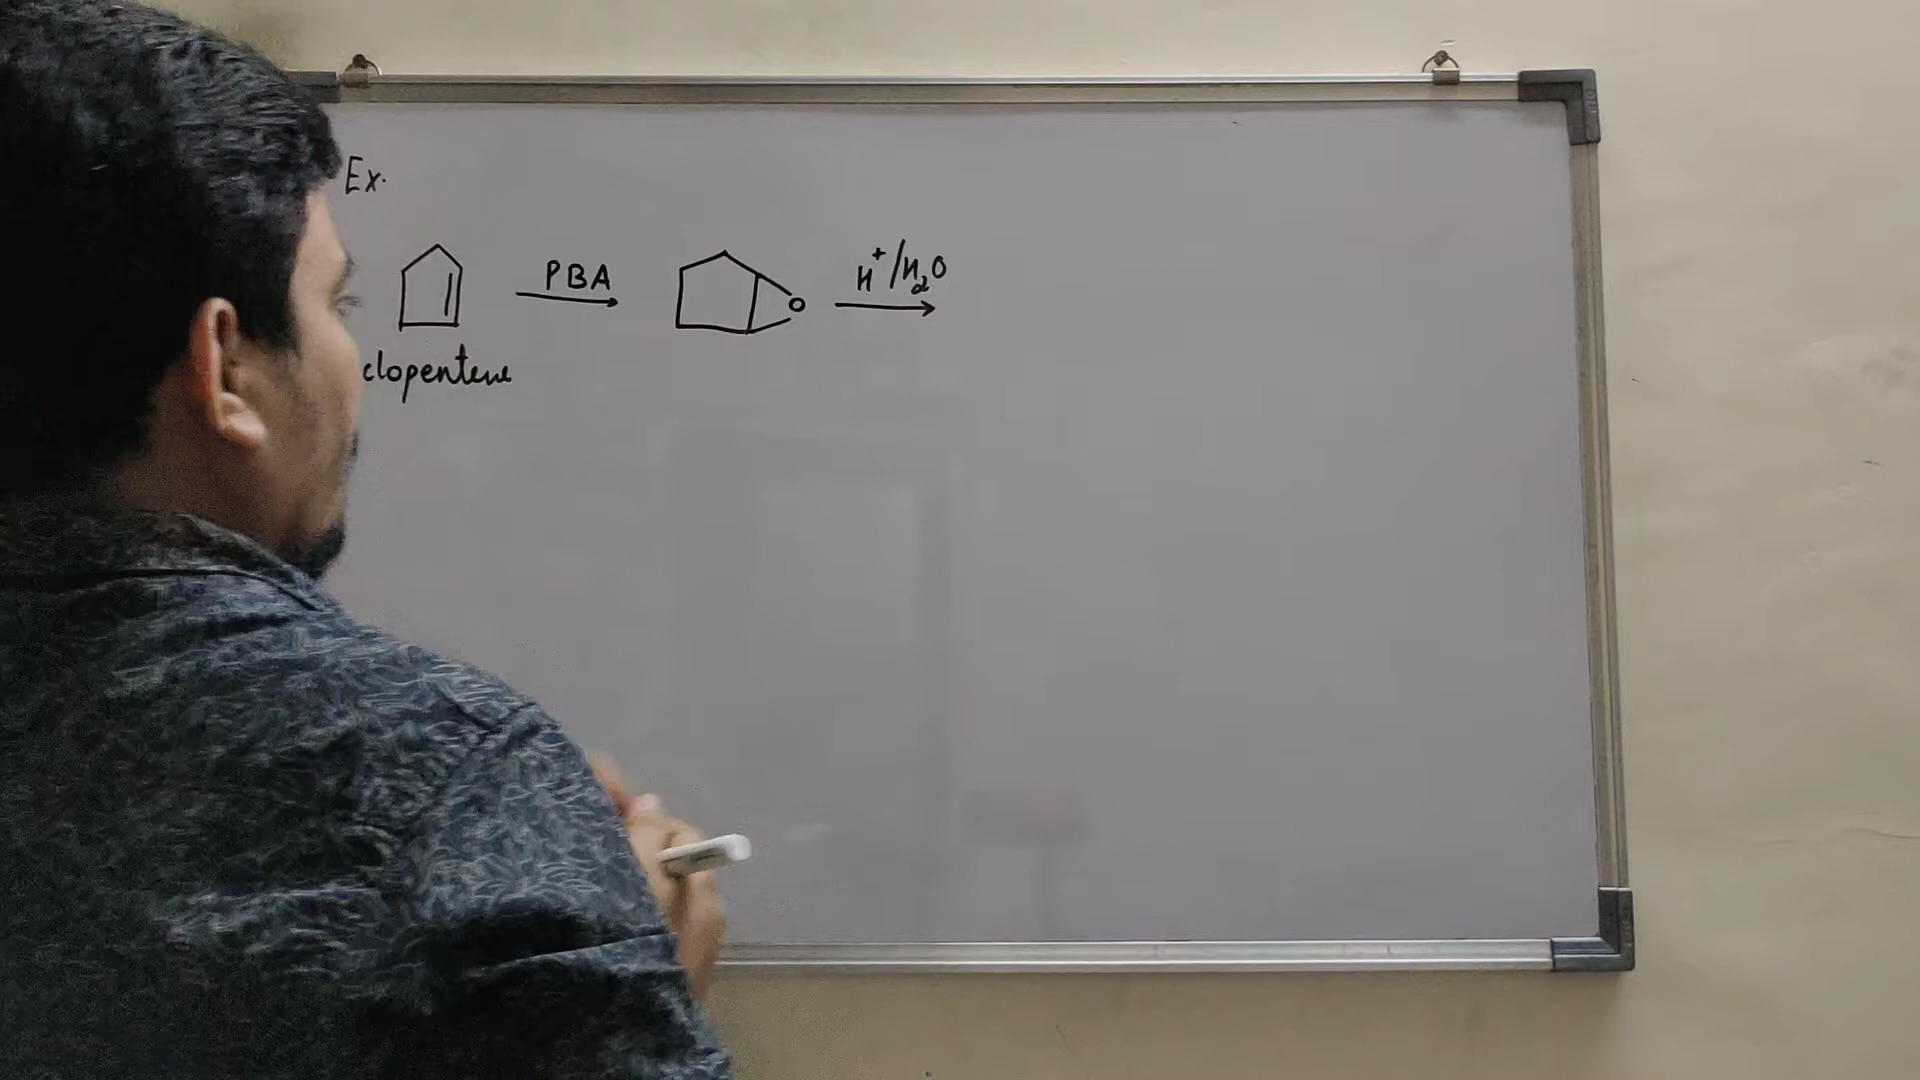 Ex.
PBA
O
H⁺/H₂O
clopentene